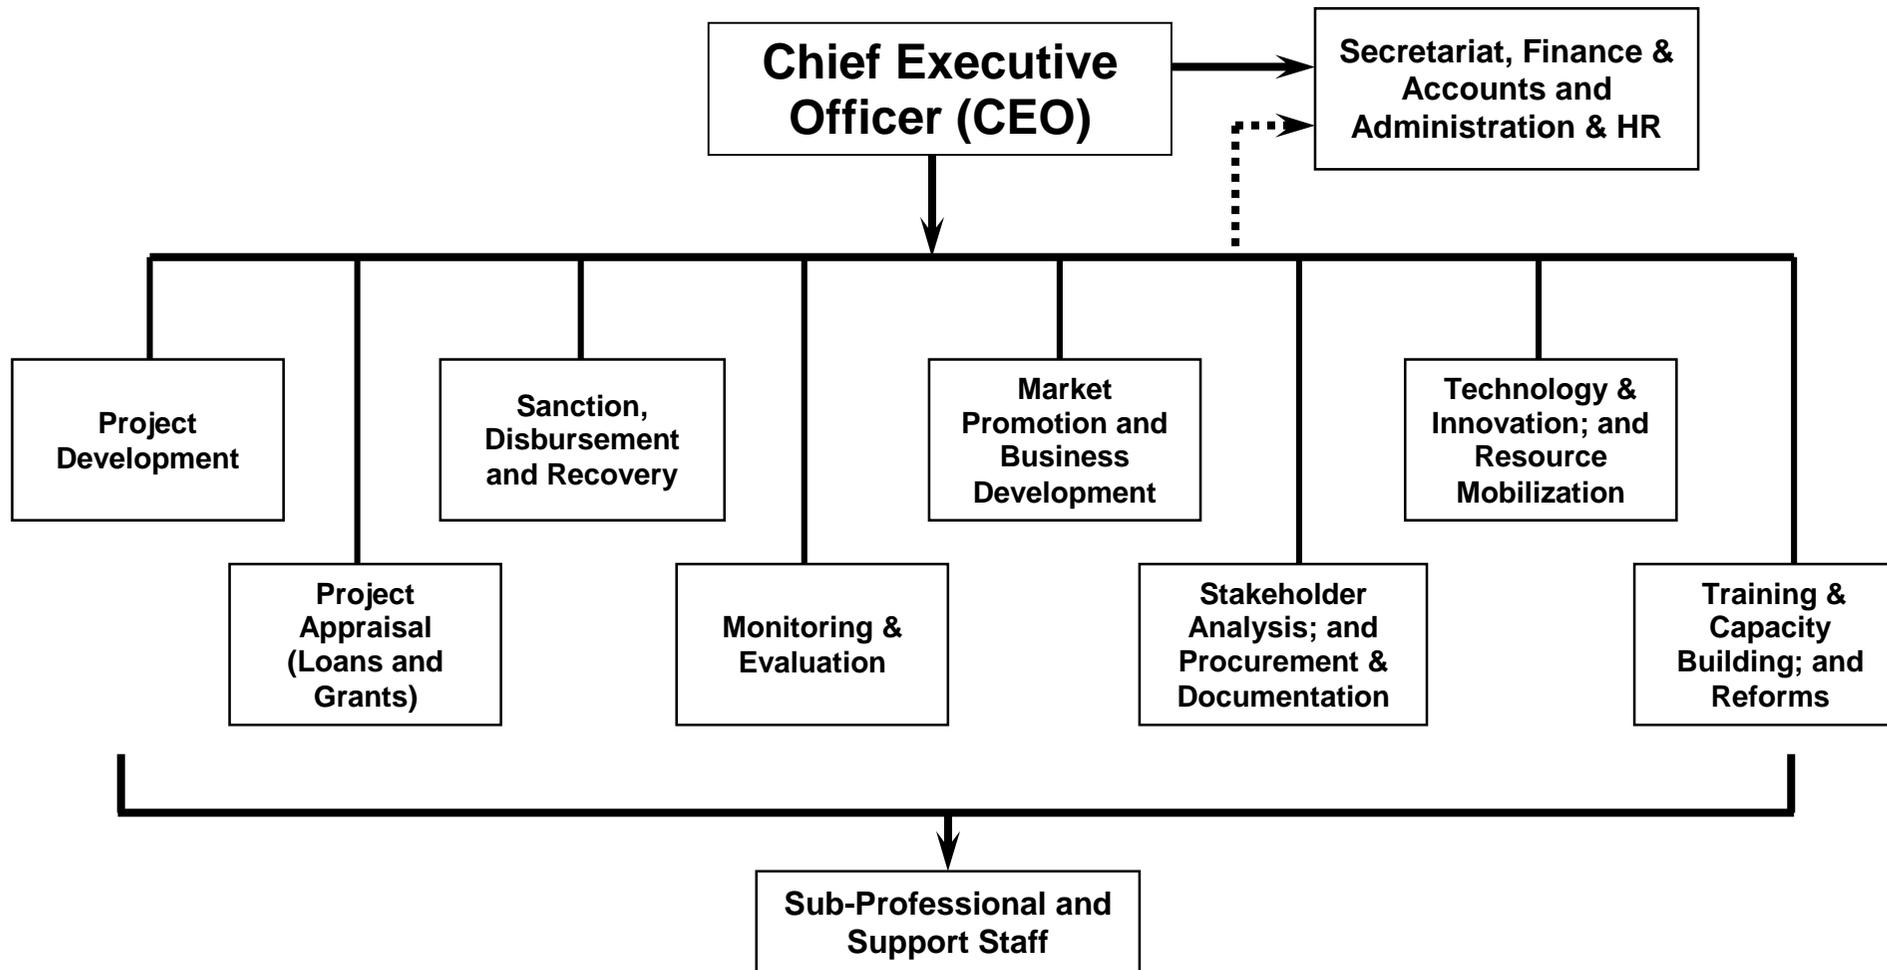 Chief Executive
Officer (CEO)
Secretariat, Finance &
Accounts and
Administration & HR
Project
Development
Sanction,
Disbursement
and Recovery
Market
Promotion and
Business
Development
Technology &
Innovation; and
Resource
Mobilization
Project
Appraisal
(Loans and
Grants)
Monitoring &
Evaluation
Stakeholder
Analysis; and
Procurement &
Documentation
Training &
Capacity
Building; and
Reforms
Sub-Professional and
Support Staff